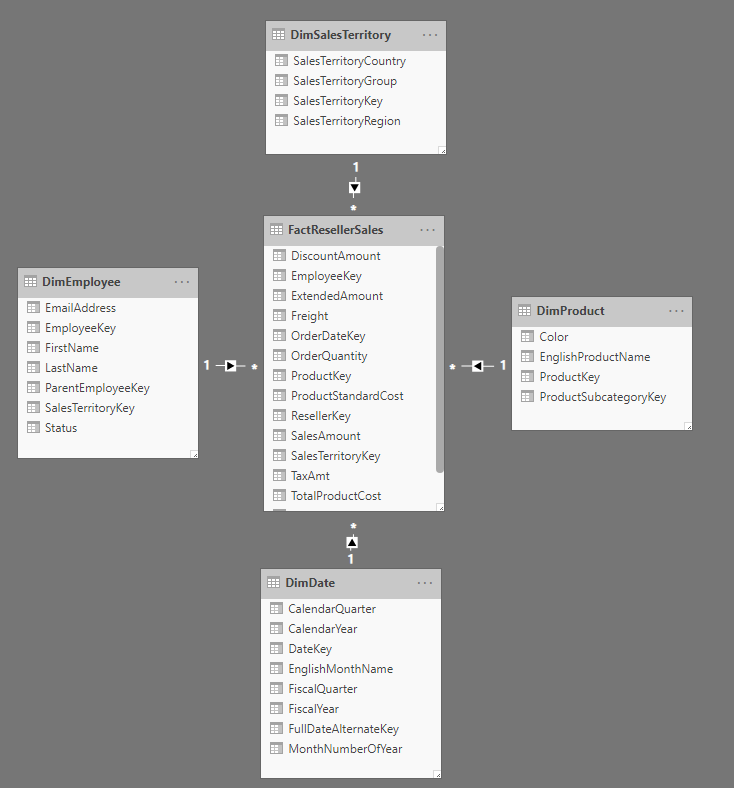 DimSalesTerritory ...
SalesTerritoryCountry
SalesTerritoryGroup
SalesTerritoryKey
SalesTerritoryRegion
1
*
FactResellerSales ...
DiscountAmount
EmployeeKey
ExtendedAmount
Freight
OrderDateKey
OrderQuantity
ProductKey
ProductStandardCost
ResellerKey
SalesAmount
SalesTerritoryKey
TaxAmt
TotalProductCost
DimEmployee ...
EmailAddress
EmployeeKey
FirstName
LastName
ParentEmployeeKey
SalesTerritoryKey
Status
1 *
DimProduct ...
Color
EnglishProductName
ProductKey
ProductSubcategoryKey
* 1
*
1
DimDate ...
CalendarQuarter
CalendarYear
DateKey
EnglishMonthName
FiscalQuarter
FiscalYear
FullDateAlternateKey
MonthNumberOfYear